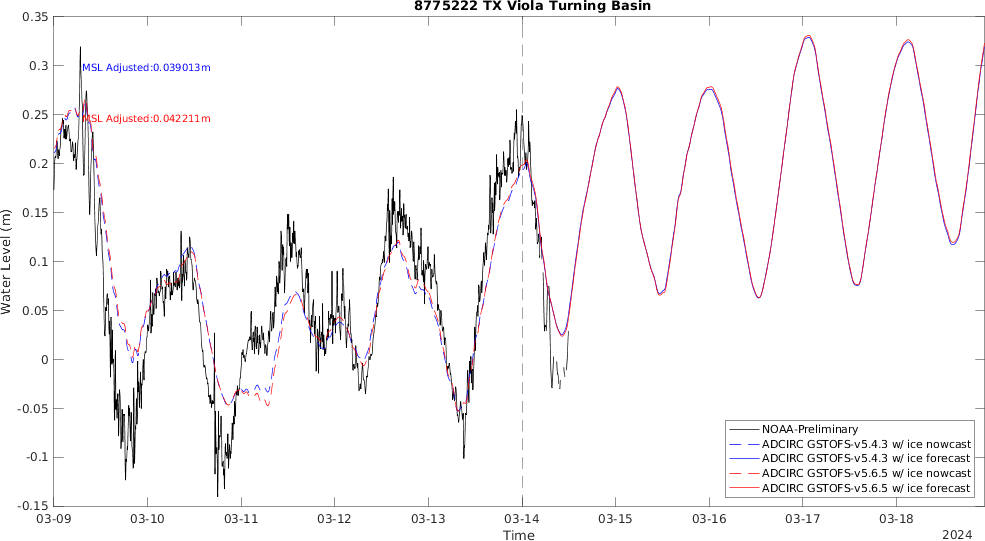 8775222 TX Viola Turning Basin
0.35
0.3
0.25
0.2
0.15
0.1
0.05
0
-0.05
-0.1
-0.15
Water Level (m)
MSL Adjusted:0.039013m
MSL Adjusted:0.042211m
NOAA-Preliminary
ADCIRC GSTOFS-v5.4.3 w/ ice nowcast
ADCIRC GSTOFS-v5.4.3 w/ ice forecast
ADCIRC GSTOFS-v5.6.5 w/ ice nowcast
ADCIRC GSTOFS-v5.6.5 w/ ice forecast
03-09 03-10 03-11 03-12 03-13 03-14 03-15 03-16 03-17 03-18
Time
2024